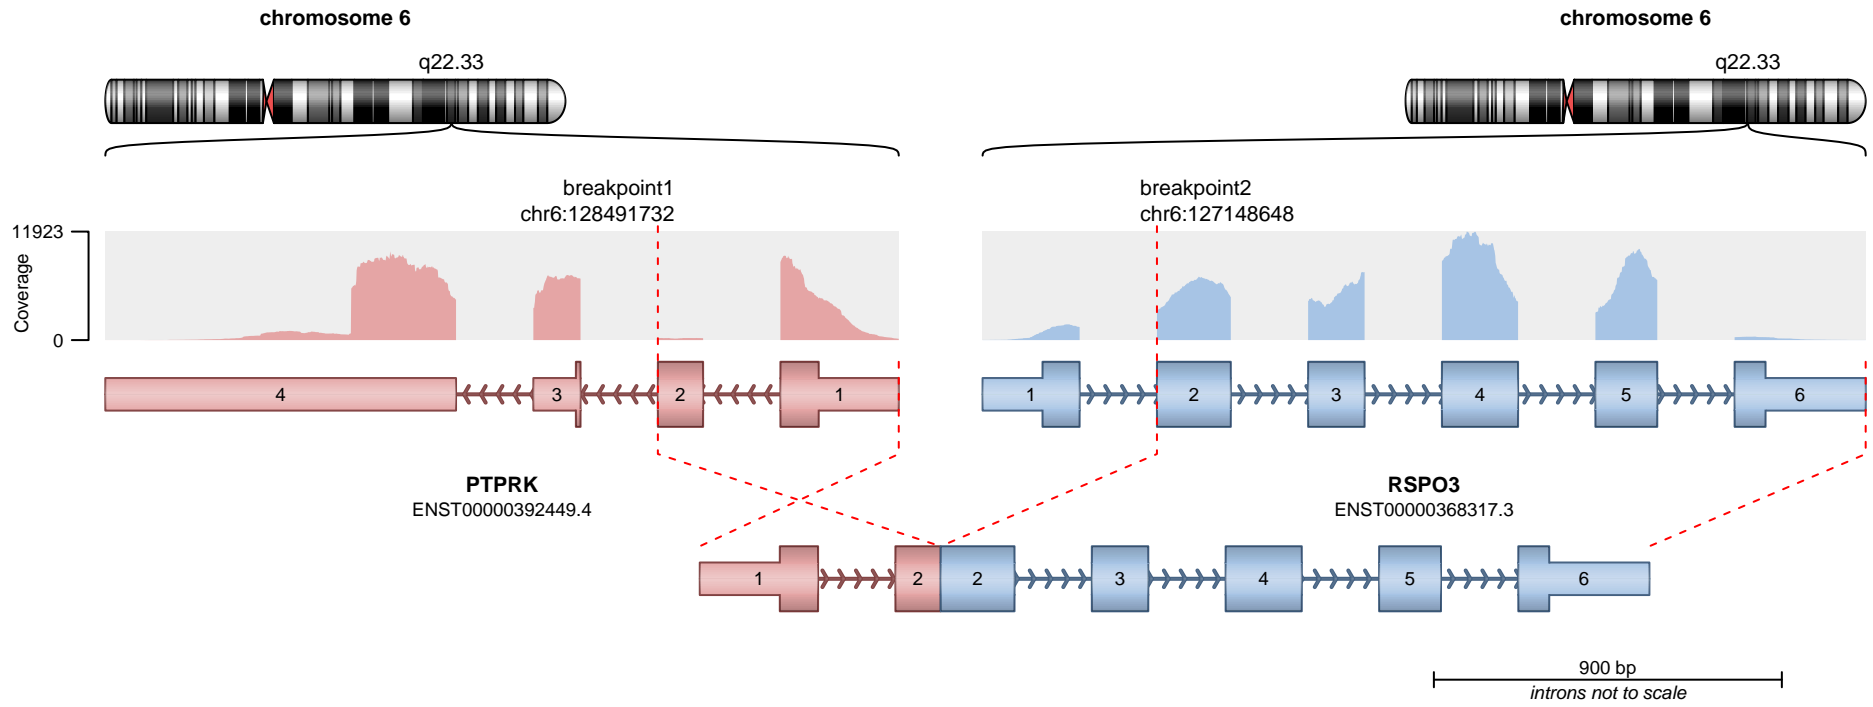 chromosome 6
chromosome 6
q22.33
q22.33
breakpoint1
chr6:128491732
breakpoint2
chr6:127148648
11923
Coverage
0
4
3
2
1
1
2
3
4
5
6
PTPRK
ENST00000392449.4
RSPO3
ENST00000368317.3
1
2
2
3
4
5
6
900 bp
introns not to scale